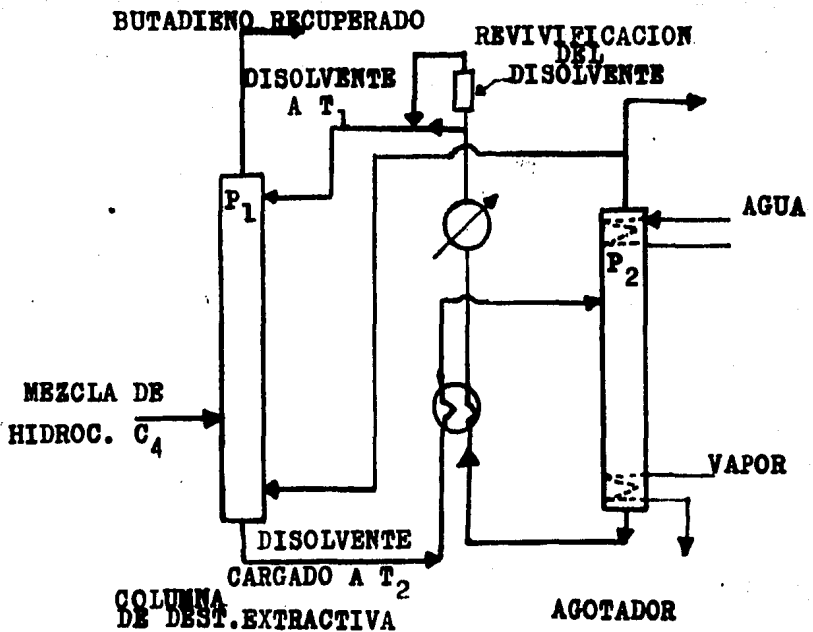 BUTADIENO RECUPERADO
REVIVIFICACION
DEL
DISOLVENTE
DISOLVENTE
A T1
P1
AGUA
P2
MEZCLA DE
HIDROC. C4
VAPOR
DISOLVENTE
CARGADO A T2
COLUMNA
DE DEST.EXTRACTIVA
AGOTADOR